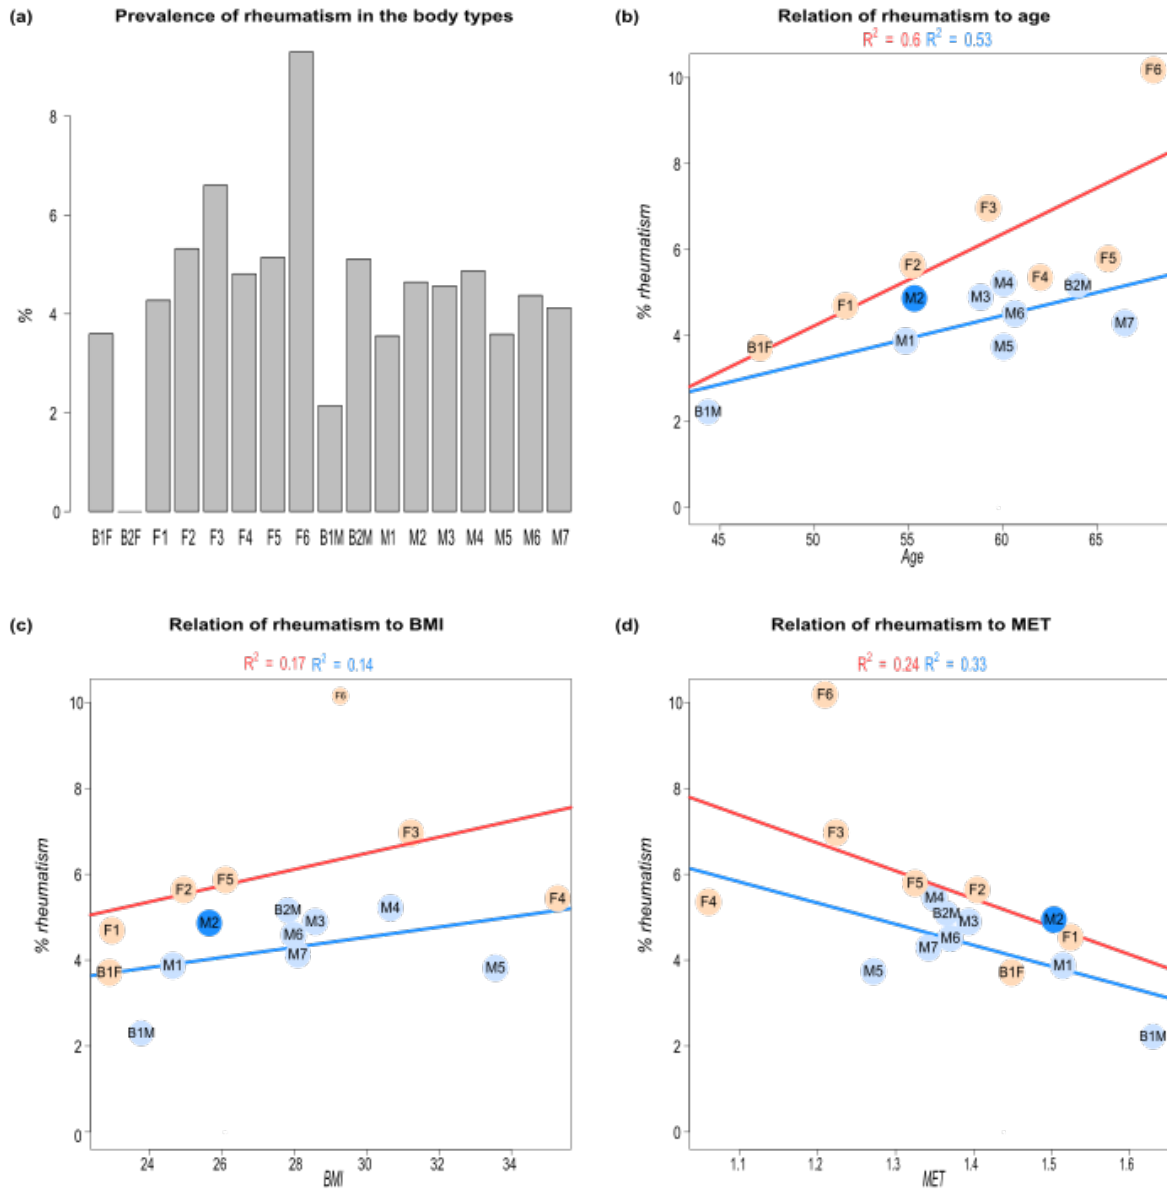 (a) Prevalence of rheumatism in the body types
%
8
6
4
2
0
B1F B2F F1 F2 F3 F4 F5 F6 B1M B2M M1 M2 M3 M4 M5 M6 M7
(b) Relation of rheumatism to age
R² = 0.6 R² = 0.53
% rheumatism
10
8
6
4
2
0
F6
F3
F2
F5
F4
M4
B2M
M3
M2
F1
M6
M7
M1
M5
B1F
B1M
45 50 55 60 65
Age
(c) Relation of rheumatism to BMI
R² = 0.17 R² = 0.14
% rheumatism
10
8
6
4
2
0
F6
F3
F5
F2
F4
M4
B2M
M3
M2
F1
M6
M7
M1
M5
B1F
B1M
24 26 28 30 32 34
BMI
(d) Relation of rheumatism to MET
R² = 0.24 R² = 0.33
% rheumatism
10
8
6
4
2
0
F6
F3
F5
F2
M4
F4
B2M
M3
M2
F1
M6
M7
M1
M5
B1F
B1M
1.1 1.2 1.3 1.4 1.5 1.6
MET